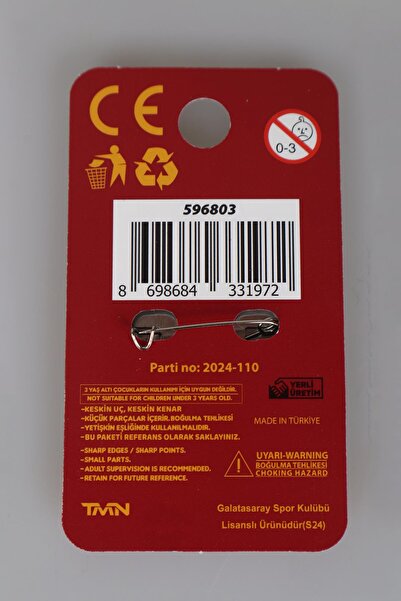 CE
0-3
596803
8 698684 331972
Parti no: 2024-110
3 YAŞ ALTI ÇOCUKLARIN KULLANIMI İÇİN UYGUN DEĞİLDİR.
NOT SUITABLE FOR CHILDREN UNDER 3 YEARS OLD.
-KESKİN UÇ, KESKİN KENAR
-KÜÇÜK PARÇALAR İÇERİR.BOĞULMA TEHLİKESİ
-YETİŞKİN EŞLİĞİNDE KULLANILMALIDIR.
-BU PAKETİ REFERANS OLARAK SAKLAYINIZ.
-SHARP EDGES / SHARP POINTS.
-SMALL PARTS.
-ADULT SUPERVISION IS RECOMMENDED.
-RETAIN FOR FUTURE REFERENCE.
YERLİ
ÜRETİM
MADE IN TÜRKİYE
UYARI-WARNING
BOĞULMA TEHLİKESİ
CHOKING HAZARD
TMN
Galatasaray Spor Kulübü
Lisanslı Ürünüdür(S24)